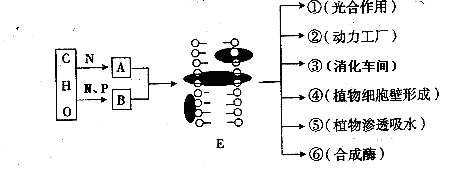 C
H
O
N
A
N、P
B
E
①(光合作用)
②(动力工厂)
③(消化车间)
④(植物细胞壁形成)
⑤(植物渗透吸水)
⑥(合成酶)